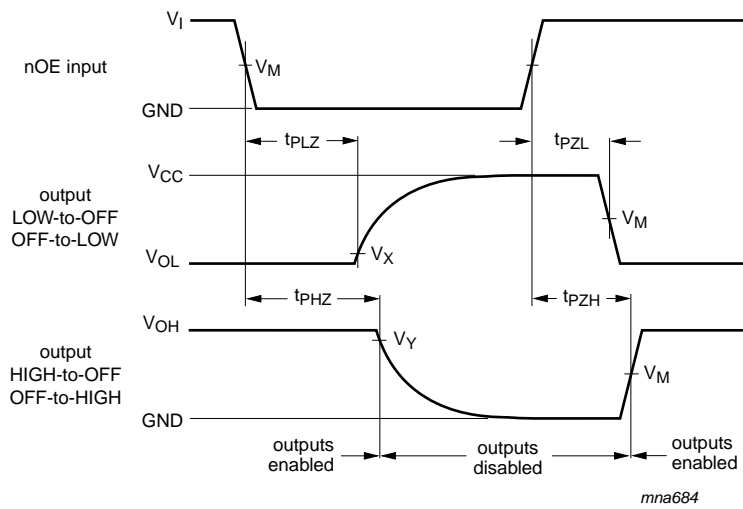 VI
nOE input
VM
GND
tPLZ
tPZL
VCC
output
LOW-to-OFF
OFF-to-LOW
VM
VX
VOL
tPHZ
tPZH
VOH
output
HIGH-to-OFF
OFF-to-HIGH
VY
VM
GND
outputs
enabled
outputs
disabled
outputs
enabled
mna684